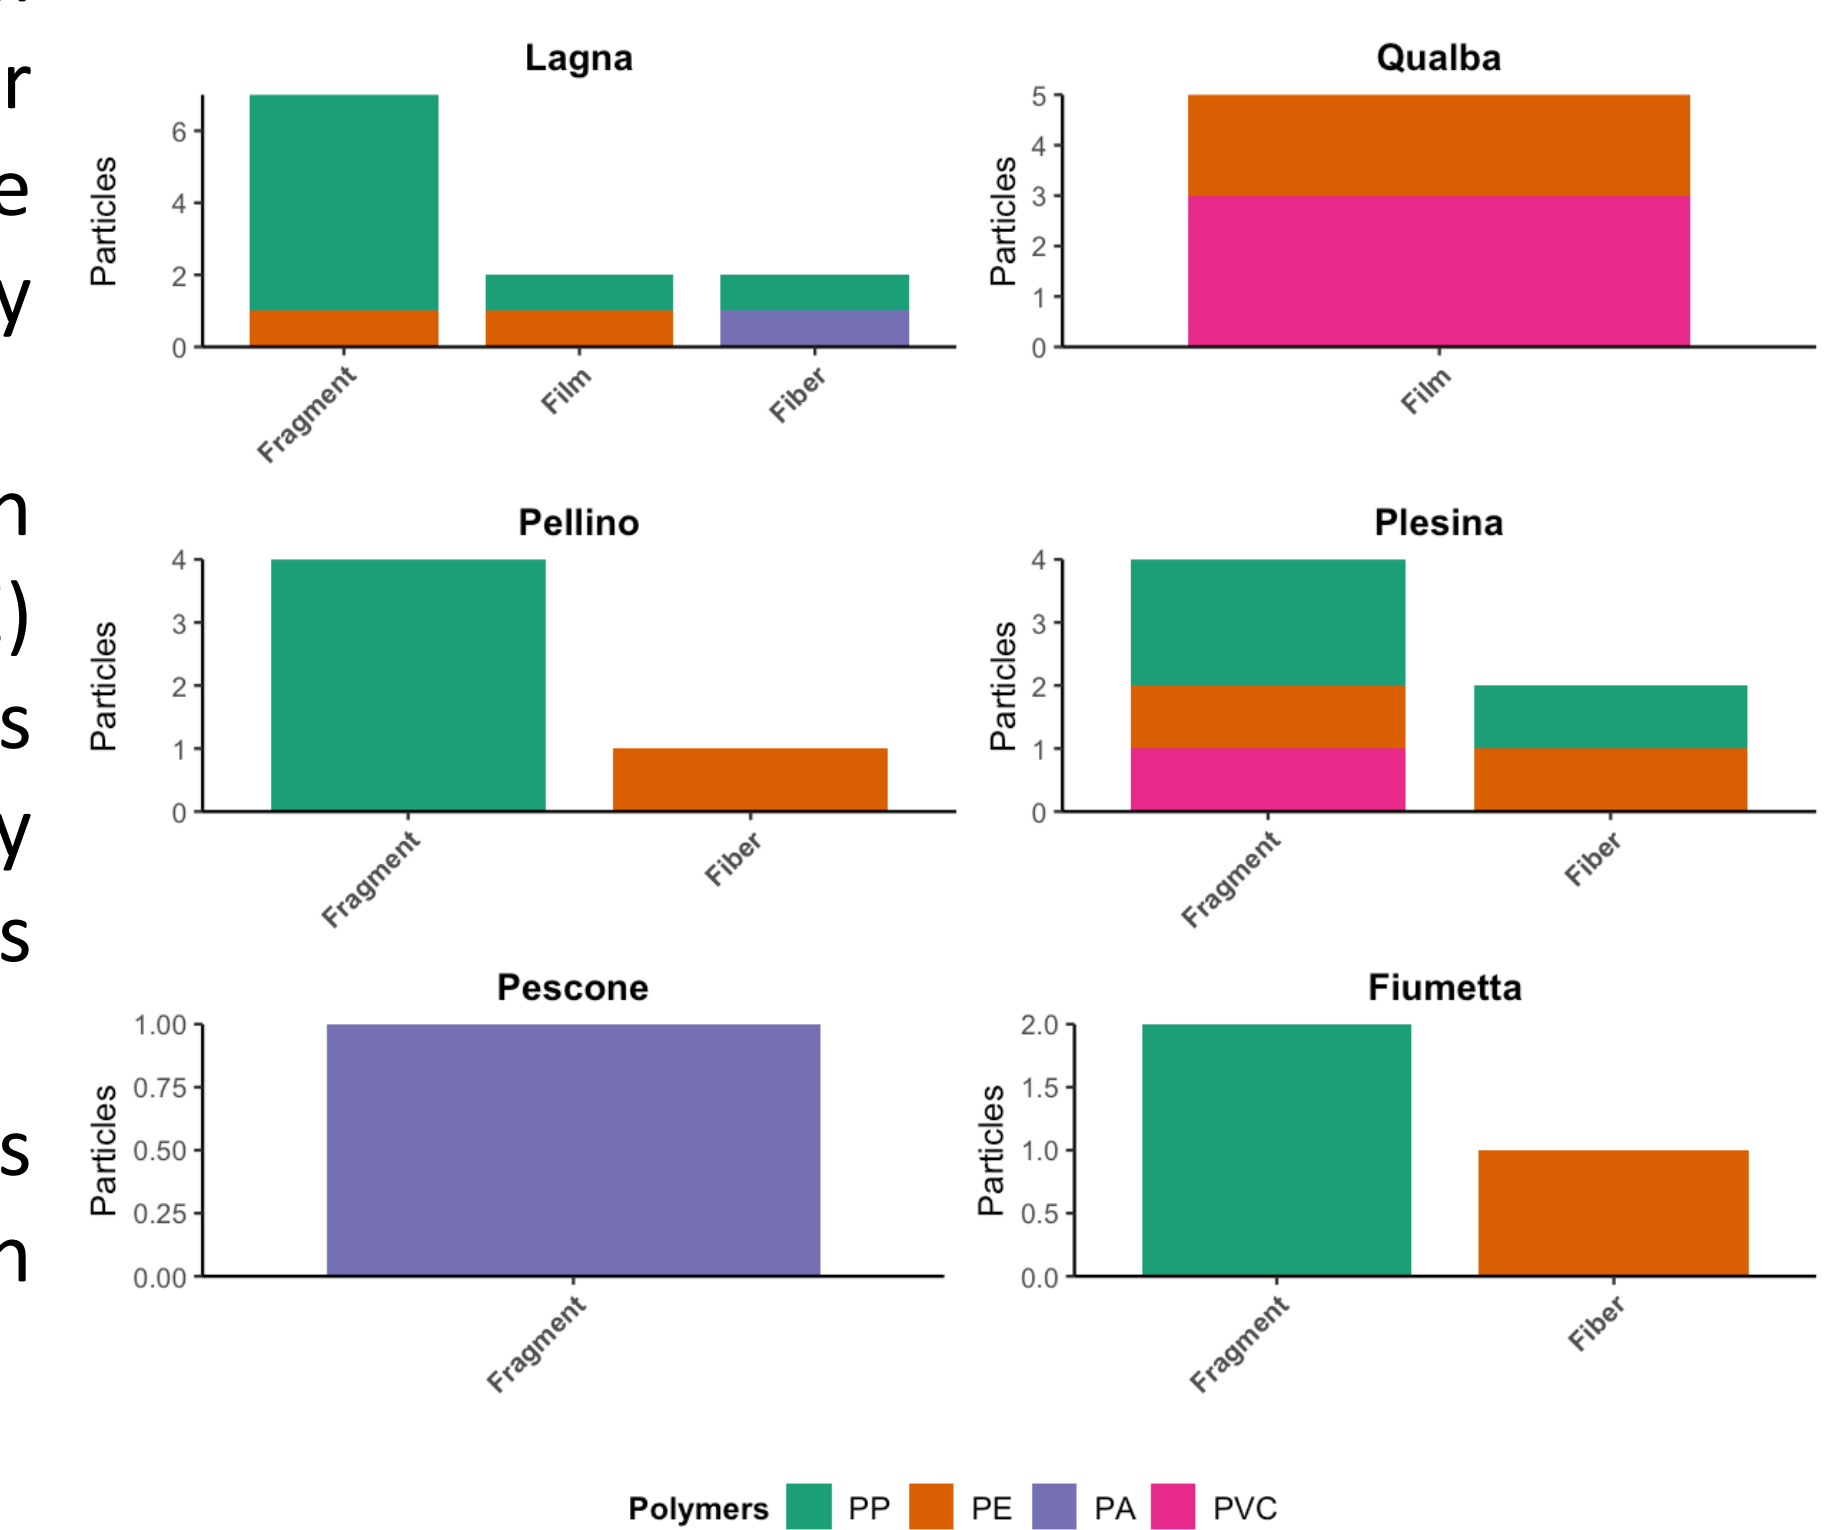 r
e
y
n
)
s
y
s
s
n
Lagna
Particles
6
4
2
0
Fragment
Film
Fiber
Qualba
Particles
5
4
3
2
1
0
Film
Pellino
Particles
4
3
2
1
0
Fragment
Fiber
Plesina
Particles
4
3
2
1
0
Fragment
Fiber
Pescone
Particles
1.00
0.75
0.50
0.25
0.00
Fragment
Fiumetta
Particles
2.0
1.5
1.0
0.5
0.0
Fragment
Fiber
Polymers PP PE PA PVC